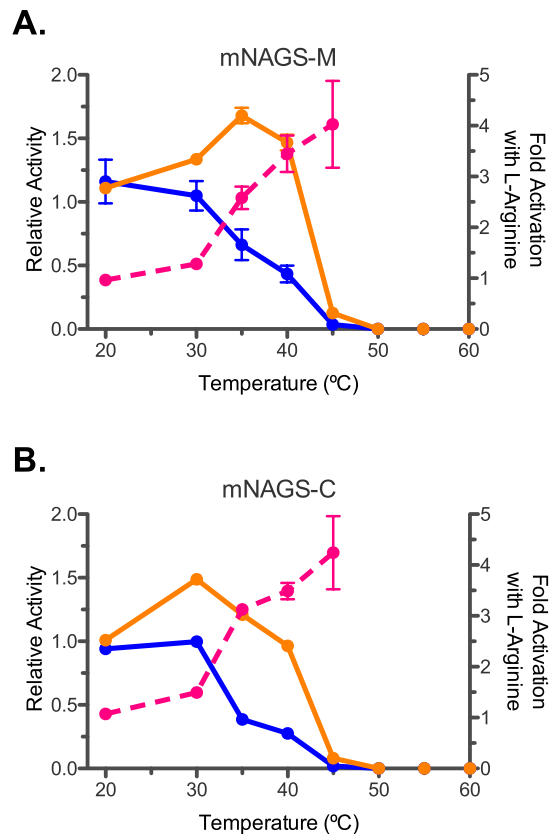 A.
mNAGS-M
2.0
1.5
1.0
0.5
0.0
Relative Activity
5
4
3
2
1
0
Fold Activation
with L-Arginine
20
30
40
50
60
Temperature (ºC)
B.
mNAGS-C
2.0
1.5
1.0
0.5
0.0
Relative Activity
5
4
3
2
1
0
Fold Activation
with L-Arginine
20
30
40
50
60
Temperature (ºC)